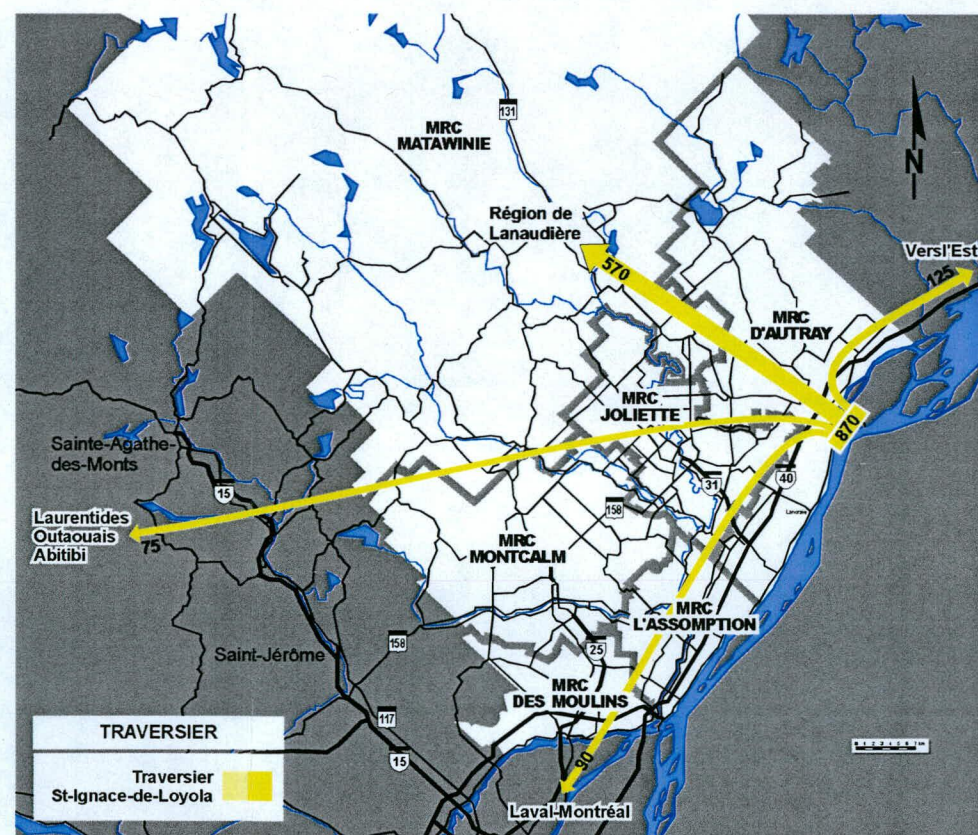 131
MRC
MATAWINIE
N
Région de
Lanaudière
570
Versl'Est
125
MRC
D'AUTRAY
MRC
JOLIETTE
870
Sainte-Agathe-
des-Monts
15
31
40
158
Laurentides
Outaouais
Abitibi
75
MRC
MONTCALM
MRC
L'ASSOMPTION
158
25
Saint-Jérôme
MRC
DES MOULINS
117
15
90
Laval-Montréal
TRAVERSIER
Traversier
St-Ignace-de-Loyola